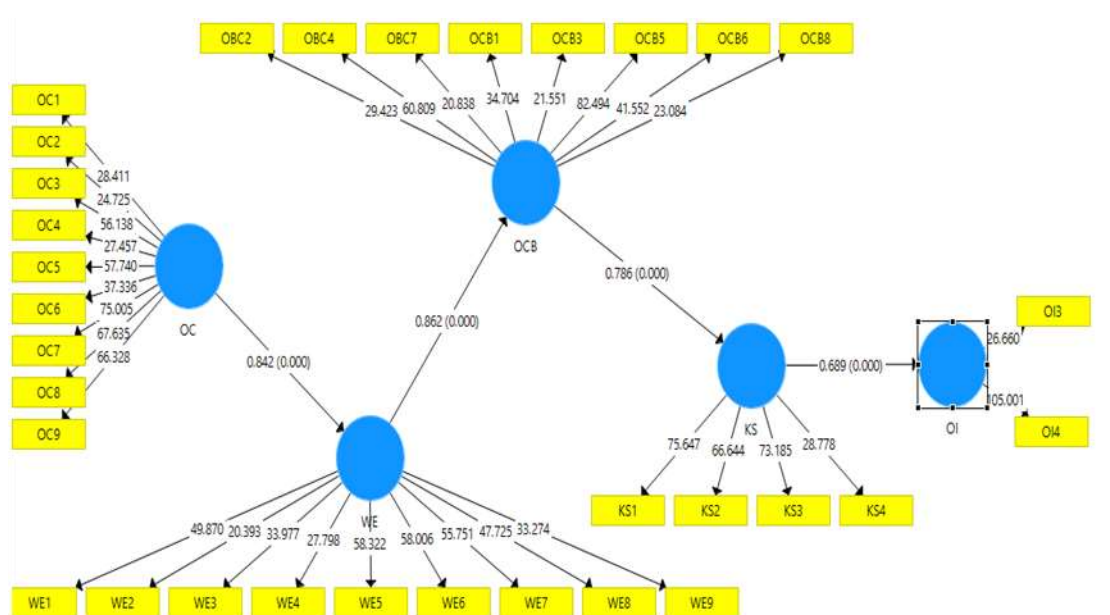 OBC2 OBC4 OBC7 OCB1 OCB3 OCB5 OCB6 OCB8
29.423 60.809 20.838 34.704 21.551 82.494 41.552 23.084
OCB
OC1
OC2
OC3
OC4
OC5
OC6
OC7
OC8
OC9
28.411
24.725
56.138
27.457
57.740
37.336
75.005
67.635
66.328
OC
0.842 (0.000)
0.862 (0.000)
0.786 (0.000)
0.689 (0.000)
KS
75.647 66.644 73.185 28.778
KS1 KS2 KS3 KS4
OI
26.660
105.001
OI3
OI4
WE
49.870 20.393 33.977 27.798 58.322 58.006 55.751 47.725 33.274
WE1 WE2 WE3 WE4 WE5 WE6 WE7 WE8 WE9